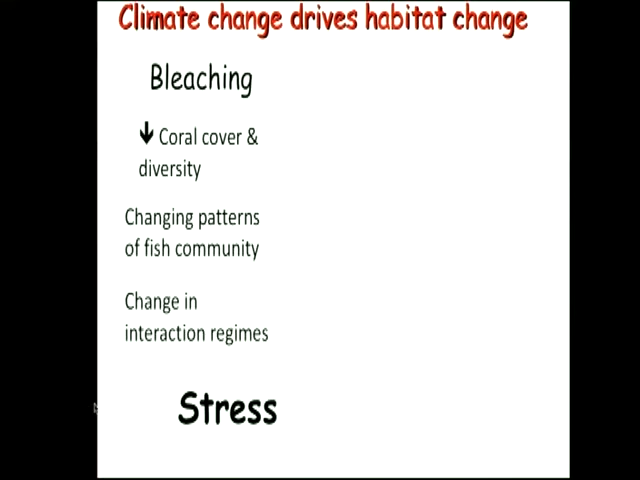 Climate change drives habitat change
Bleaching
🡻 Coral cover &
diversity
Changing patterns
of fish community
Change in
interaction regimes
Stress